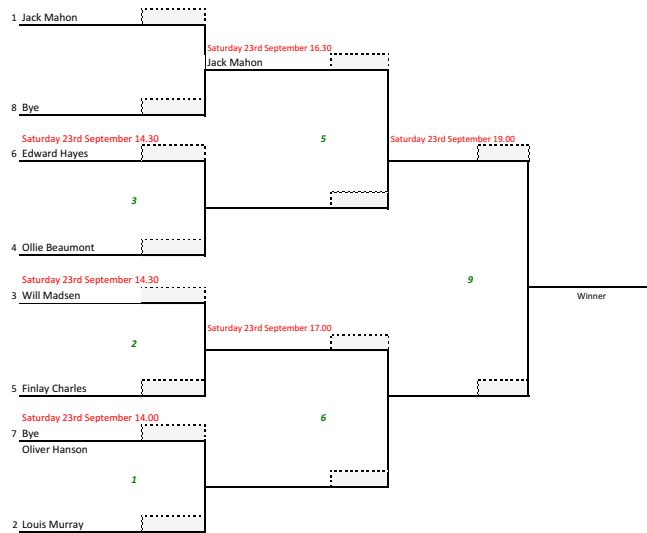 1 Jack Mahon
Saturday 23rd September 16.30
Jack Mahon
8 Bye
Saturday 23rd September 14.30
5
Saturday 23rd September 19.00
6 Edward Hayes
3
4 Ollie Beaumont
Saturday 23rd September 14.30
9
3 Will Madsen
Winner
Saturday 23rd September 17.00
2
5 Finlay Charles
Saturday 23rd September 14.00
6
7 Bye
Oliver Hanson
1
2 Louis Murray